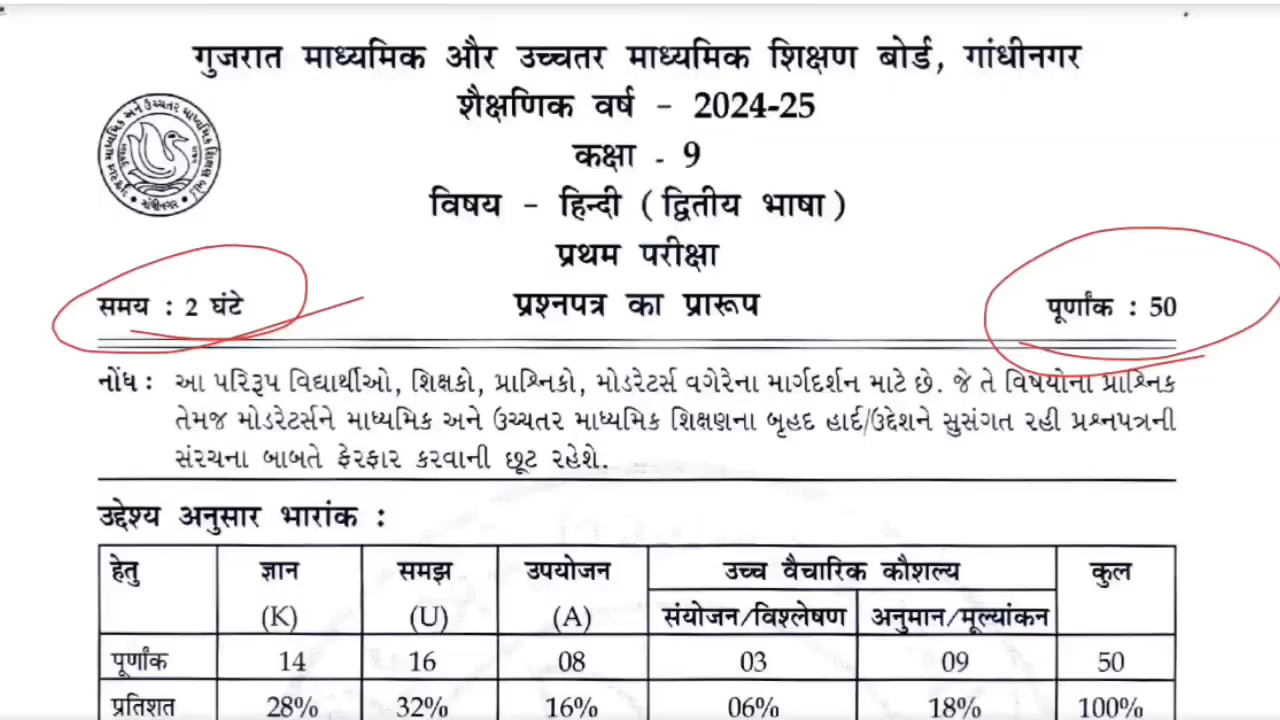 गुजरात माध्यमिक और उच्चतर माध्यमिक शिक्षण बोर्ड, गांधीनगर
शैक्षणिक वर्ष - 2024-25
कक्षा - 9
विषय - हिन्दी (द्वितीय भाषा)
प्रथम परीक्षा
समय : 2 घंटे प्रश्नपत्र का प्रारूप पूर्णांक : 50
નોંધ : આ પરિરૂપ વિદ્યાર્થીઓ, શિક્ષકો, પ્રાશ્નિકો, મોડરેટર્સ વગેરેના માર્ગદર્શન માટે છે. જે તે વિષયોના પ્રાશ્નિક
તેમજ મોડરેટર્સને માધ્યમિક અને ઉચ્ચતર માધ્યમિક શિક્ષણના બૃહદ હાર્દ/ઉદ્દેશને સુસંગત રહી પ્રશ્નપત્રની
સંરચના બાબતે ફેરફાર કરવાની છૂટ રહેશે.
उद्देश्य अनुसार भारांक :
हेतु ज्ञान समझ उपयोजन उच्च वैचारिक कौशल्य कुल
(K) (U) (A) संयोजन/विश्लेषण अनुमान/मूल्यांकन
पूर्णांक 14 16 08 03 09 50
प्रतिशत 28% 32% 16% 06% 18% 100%